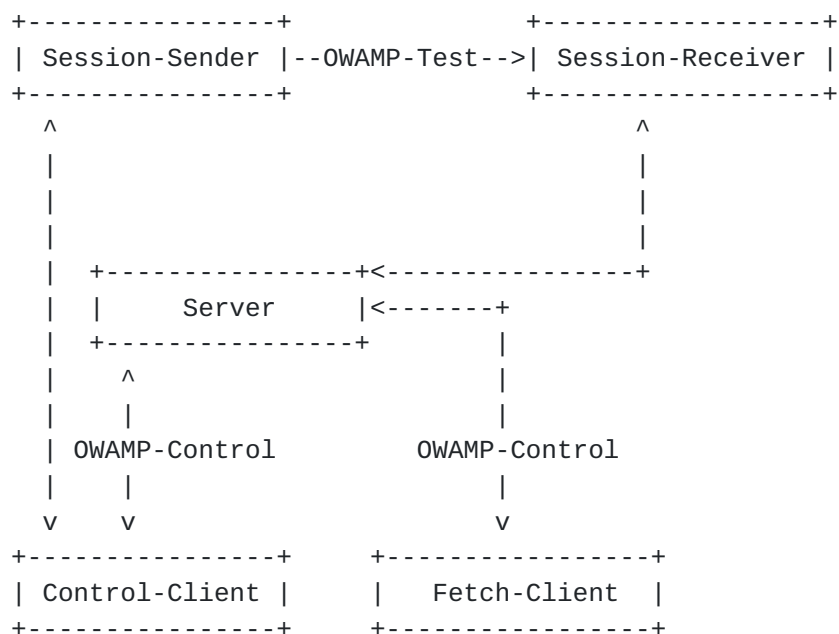 Session-Sender --OWAMP-Test--> Session-Receiver
Server
OWAMP-Control OWAMP-Control
Control-Client Fetch-Client